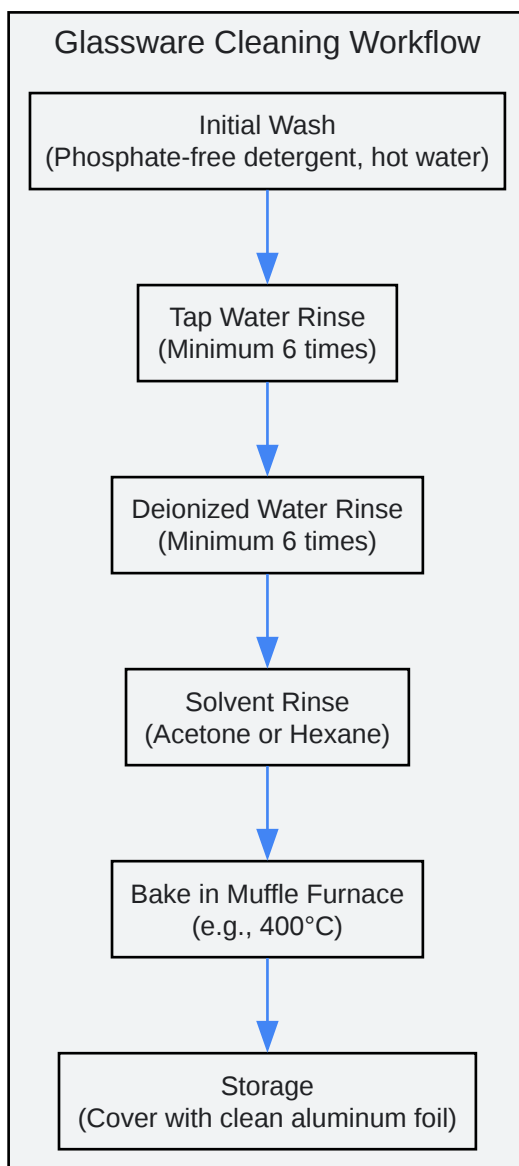 Glassware Cleaning Workflow
Initial Wash
(Phosphate-free detergent, hot water)
Tap Water Rinse
(Minimum 6 times)
Deionized Water Rinse
(Minimum 6 times)
Solvent Rinse
(Acetone or Hexane)
Bake in Muffle Furnace
(e.g., 400°C)
Storage
(Cover with clean aluminum foil)